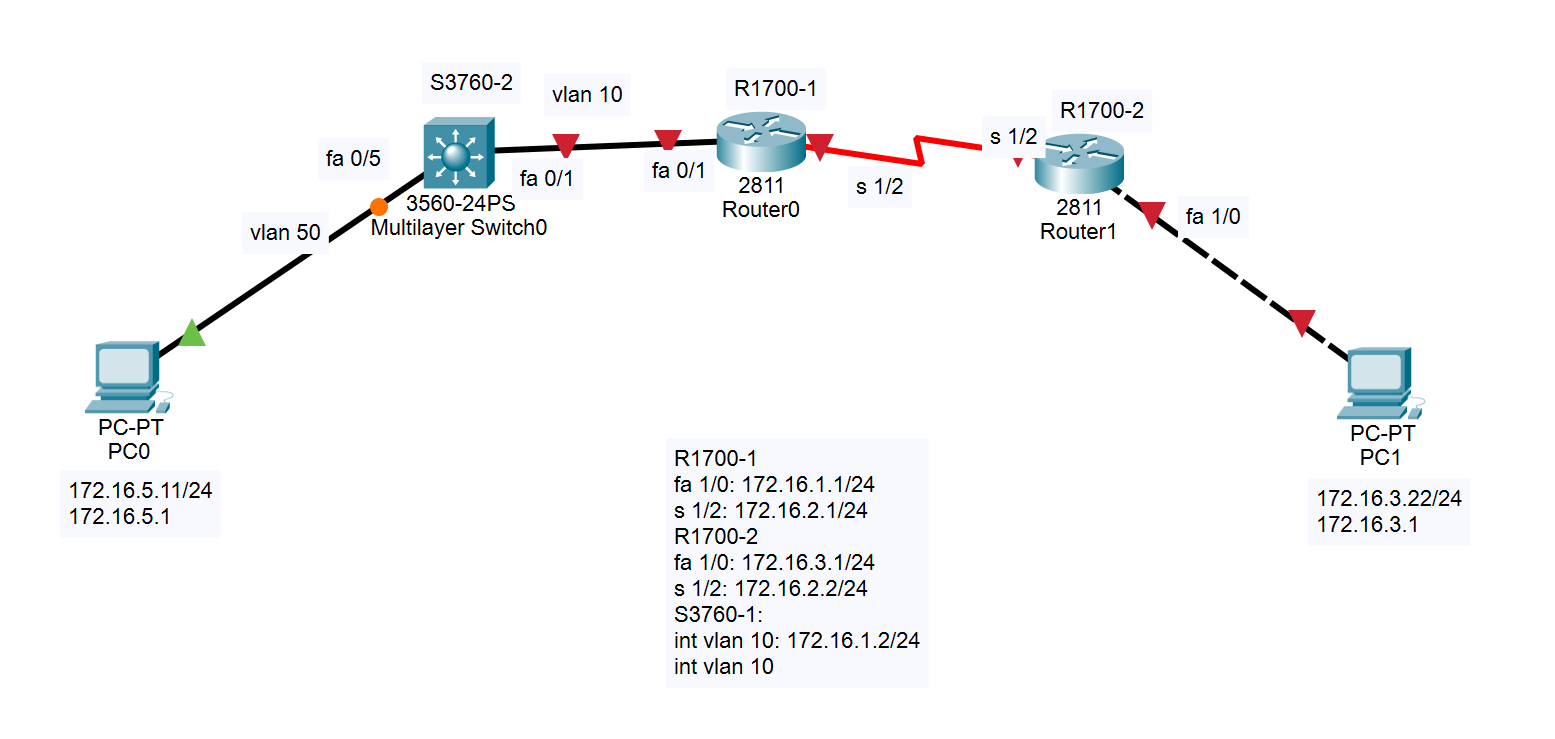 S3760-2
vlan 10
R1700-1
R1700-2
fa 0/5
fa 0/1
fa 0/1
s 1/2
s 1/2
3560-24PS
Multilayer Switch0
2811
Router0
2811
Router1
fa 1/0
vlan 50
PC-PT
PC0
172.16.5.11/24
172.16.5.1
R1700-1
fa 1/0: 172.16.1.1/24
s 1/2: 172.16.2.1/24
R1700-2
fa 1/0: 172.16.3.1/24
s 1/2: 172.16.2.2/24
S3760-1:
int vlan 10: 172.16.1.2/24
int vlan 10
PC-PT
PC1
172.16.3.22/24
172.16.3.1